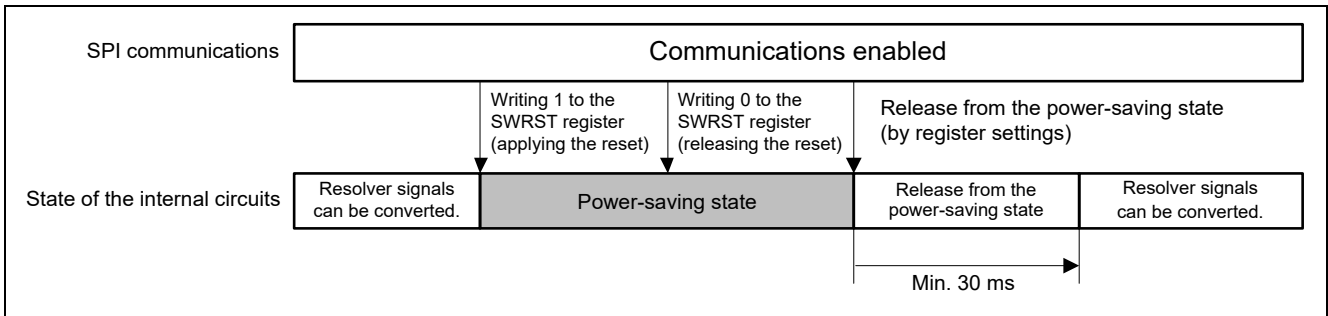 SPI communications
Communications enabled
Writing 1 to the
SWRST register
(applying the reset)
Writing 0 to the
SWRST register
(releasing the reset)
Release from the power-saving state
(by register settings)
State of the internal circuits
Resolver signals
can be converted.
Power-saving state
Release from the
power-saving state
Resolver signals
can be converted.
Min. 30 ms